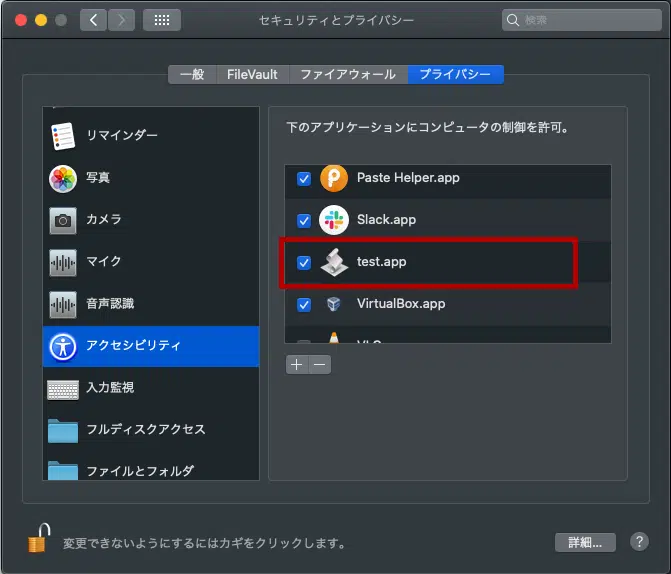 セキュリティとプライバシー
検索
一般
FileVault
ファイアウォール
プライバシー
リマインダー
写真
カメラ
マイク
音声認識
アクセシビリティ
入力監視
フルディスクアクセス
ファイルとフォルダ
下のアプリケーションにコンピュータの制御を許可。
Paste Helper.app
Slack.app
test.app
VirtualBox.app
変更できないようにするにはカギをクリックします。
詳細...
?